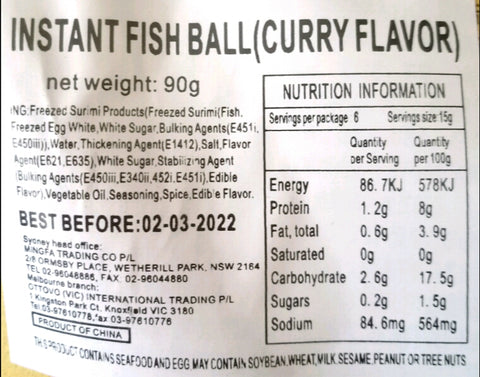 INSTANT FISH BALL(CURRY FLAVOR)
net weight: 90g
NG:Freezed Surimi Products(Freezed Surimi(Fish,
Freezed Egg White,White Sugar,Bulking Agents(E451i,
E450iii)),Water,Thickening Agent(E1412),Salt,Flavor
Agent(E621,E635),White Sugar,Stabilizing Agent
(Bulking Agents(E450iii,E340ii,452i,E451i),Edible
Flavor),Vegetable Oil,Seasoning,Spice,Edible Flavor.
BEST BEFORE:02-03-2022
Sydney head office:
MINGFA TRADING CO P/L
2/8 ORMSBY PLACE, WETHERILL PARK, NSW 2164
TEL 02-96048886, FAX. 02-96044880
Melbourne branch:
OTTOVO (VIC) INTERNATIONAL TRADING P/L
1 Kingston Park Ct. Knoxfield VIC 3180
Tel.03-97610778,fax 03-97610776
PRODUCT OF CHINA
NUTRITION INFORMATION
Servings per package 6 Servings size:15g
Quantity per Serving Quantity per 100g
Energy 86.7KJ 578KJ
Protein 1.2g 8g
Fat, total 0.6g 3.9g
Saturated 0g 0g
Carbohydrate 2.6g 17.5g
Sugars 0.2g 1.5g
Sodium 84.6mg 564mg
THIS PRODUCT CONTAINS SEAFOOD AND EGG MAY CONTAIN SOYBEAN.WHEAT,MILK.SESAME.PEANUT OR TREE NUTS